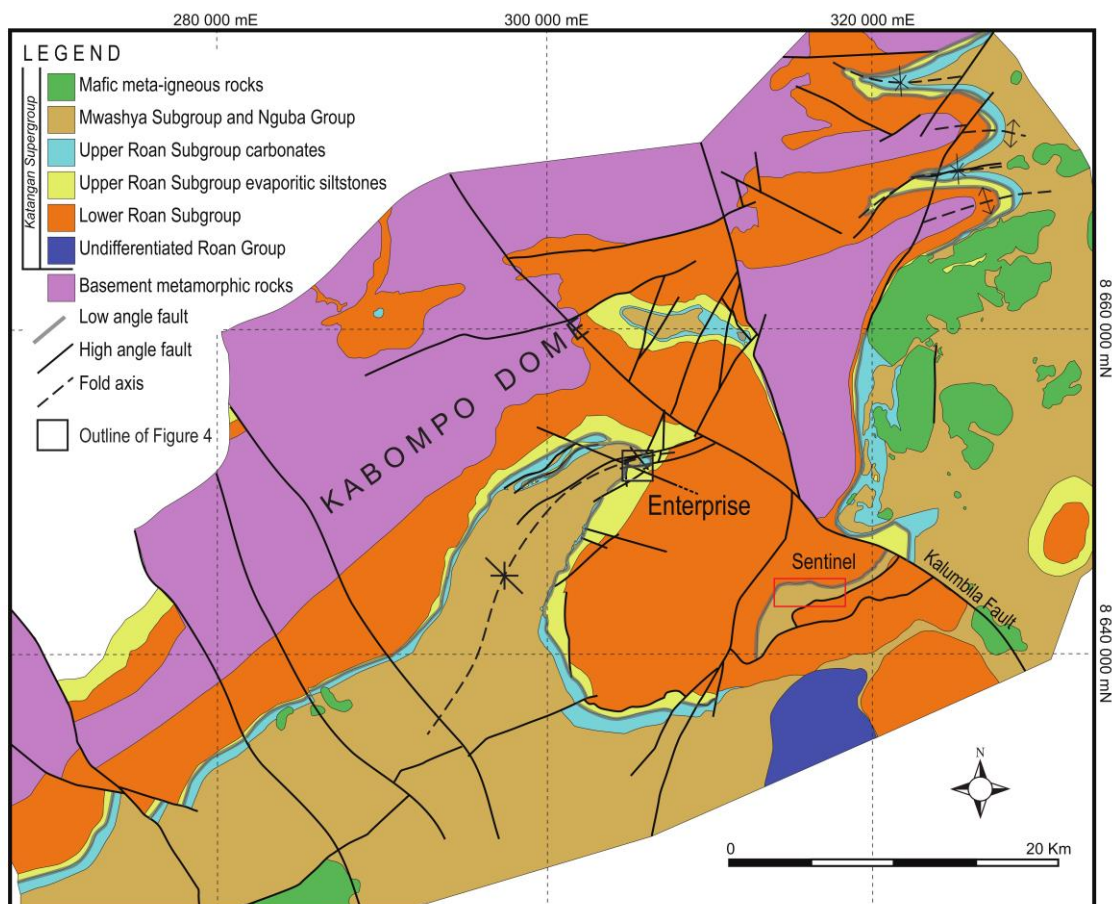 280 000 mE
300 000 mE
320 000 mE
LEGEND
Katangan Supergroup
Mafic meta-igneous rocks
Mwashya Subgroup and Nguba Group
Upper Roan Subgroup carbonates
Upper Roan Subgroup evaporitic siltstones
Lower Roan Subgroup
Undifferentiated Roan Group
Basement metamorphic rocks
Low angle fault
High angle fault
Fold axis
Outline of Figure 4
8 660 000 mN
KABOMPO DOM
Enterprise
Sentinel
Kalumbila Fault
8 640 000 mN
N
0
20 Km